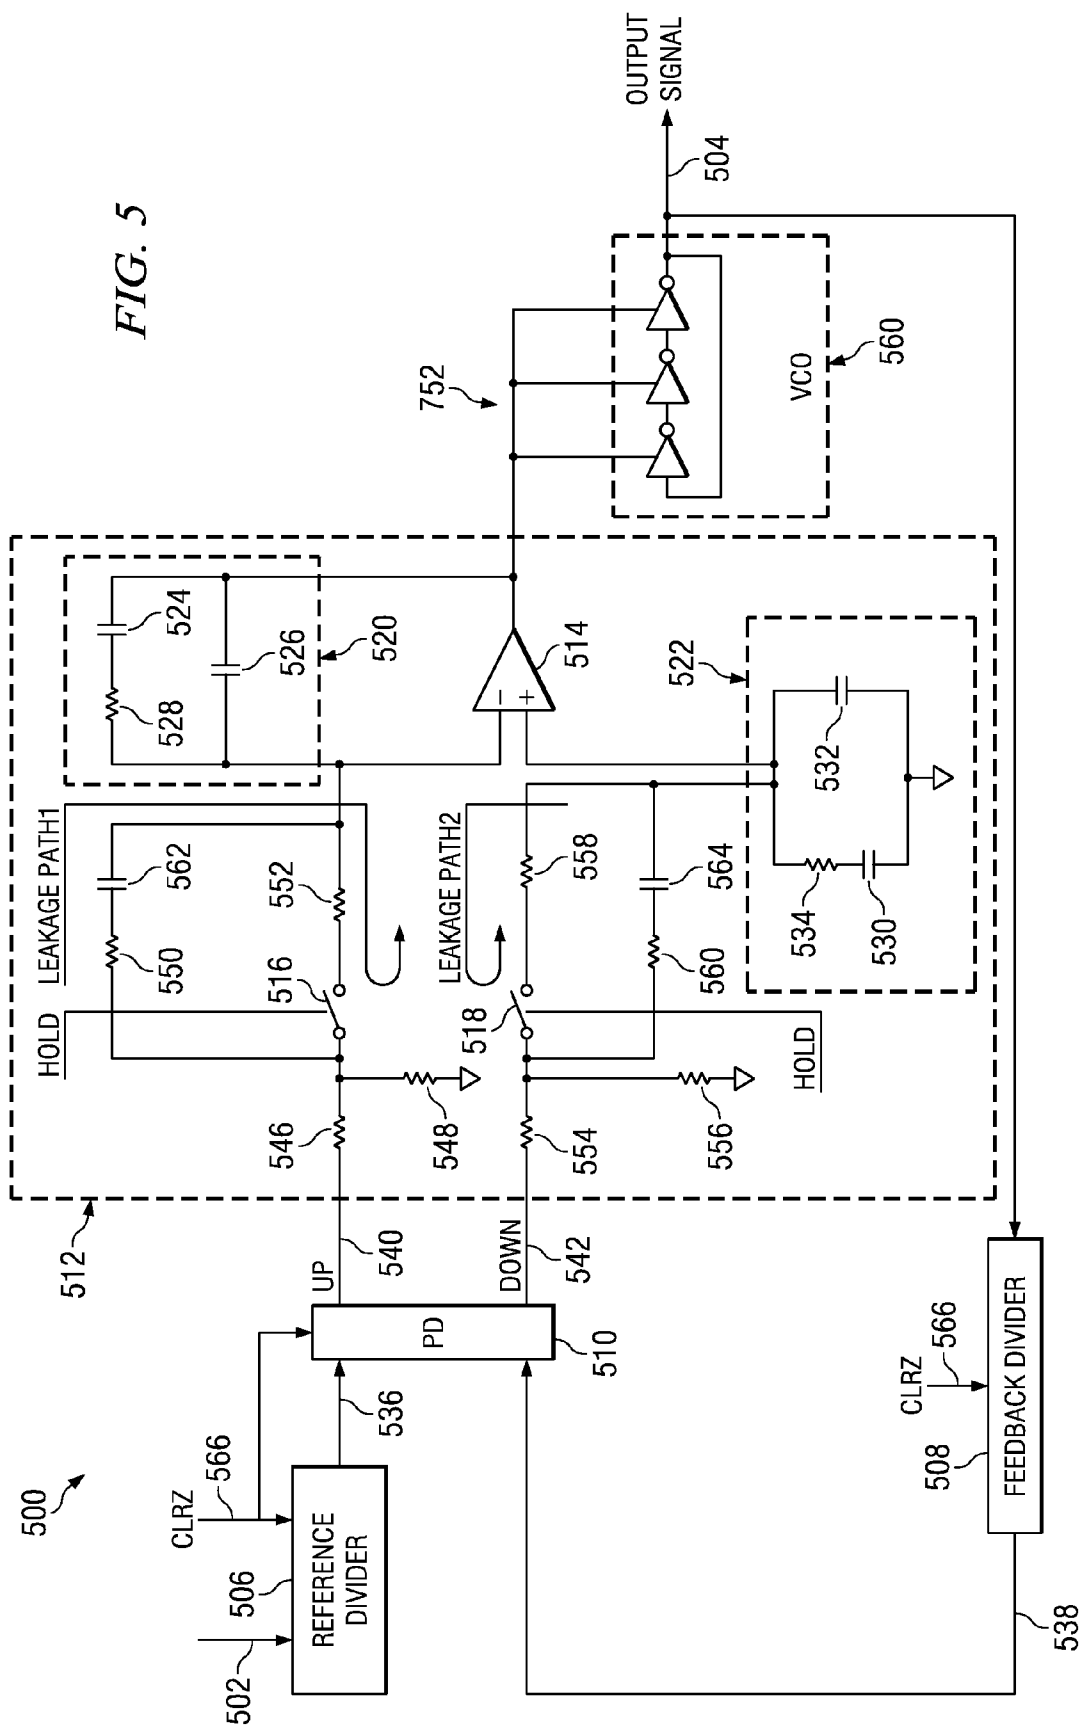 FIG. 5
500
512
LEAKAGE PATH1
HOLD
550
562
528
524
526
520
516
552
546
548
UP
540
LEAKAGE PATH2
518
558
554
556
HOLD
560
564
DOWN
542
−
+
514
522
534
530
532
752
VCO
560
504
OUTPUT
SIGNAL
CLRZ
566
502
506
REFERENCE
DIVIDER
536
PD
510
CLRZ
566
508
FEEDBACK DIVIDER
538